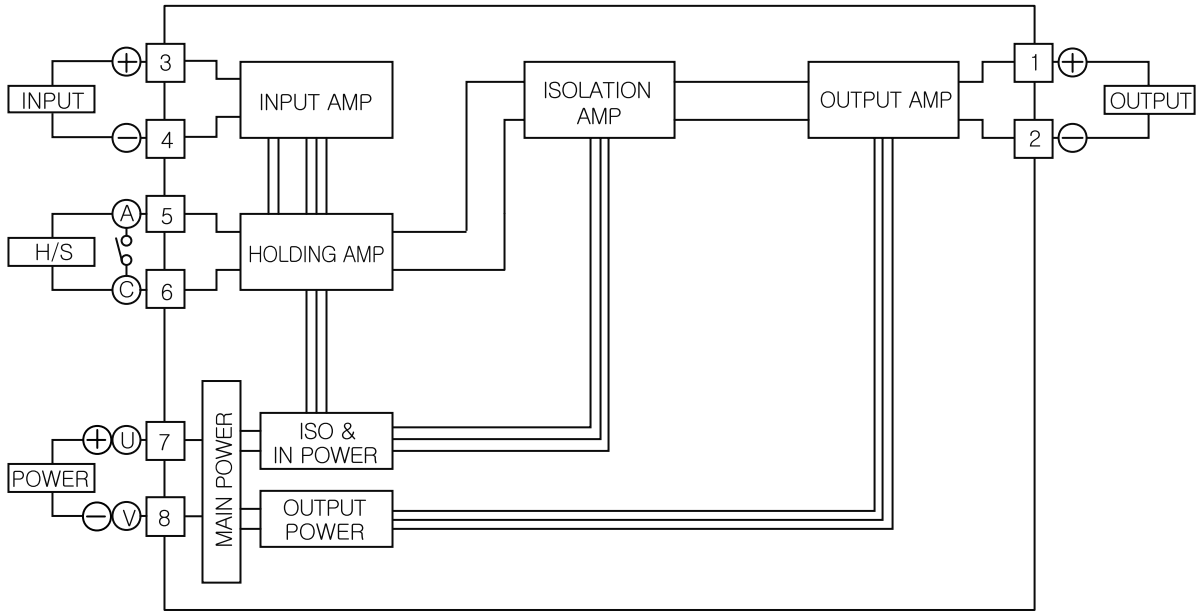 INPUT
+
3
−
4
INPUT AMP
ISOLATION
AMP
OUTPUT AMP
1
+
2
−
OUTPUT
H/S
A
5
C
6
HOLDING AMP
POWER
+
U
7
−
V
8
MAIN POWER
ISO &
IN POWER
OUTPUT
POWER